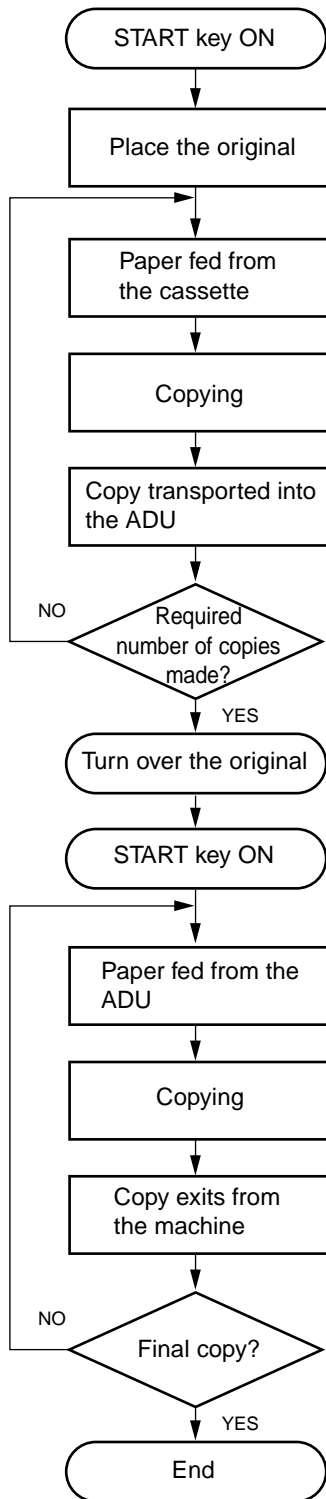 START key ON
Place the original
Paper fed from
the cassette
Copying
Copy transported into
the ADU
NO
Required
number of copies
made?
YES
Turn over the original
START key ON
Paper fed from the
ADU
Copying
Copy exits from
the machine
NO
Final copy?
YES
End